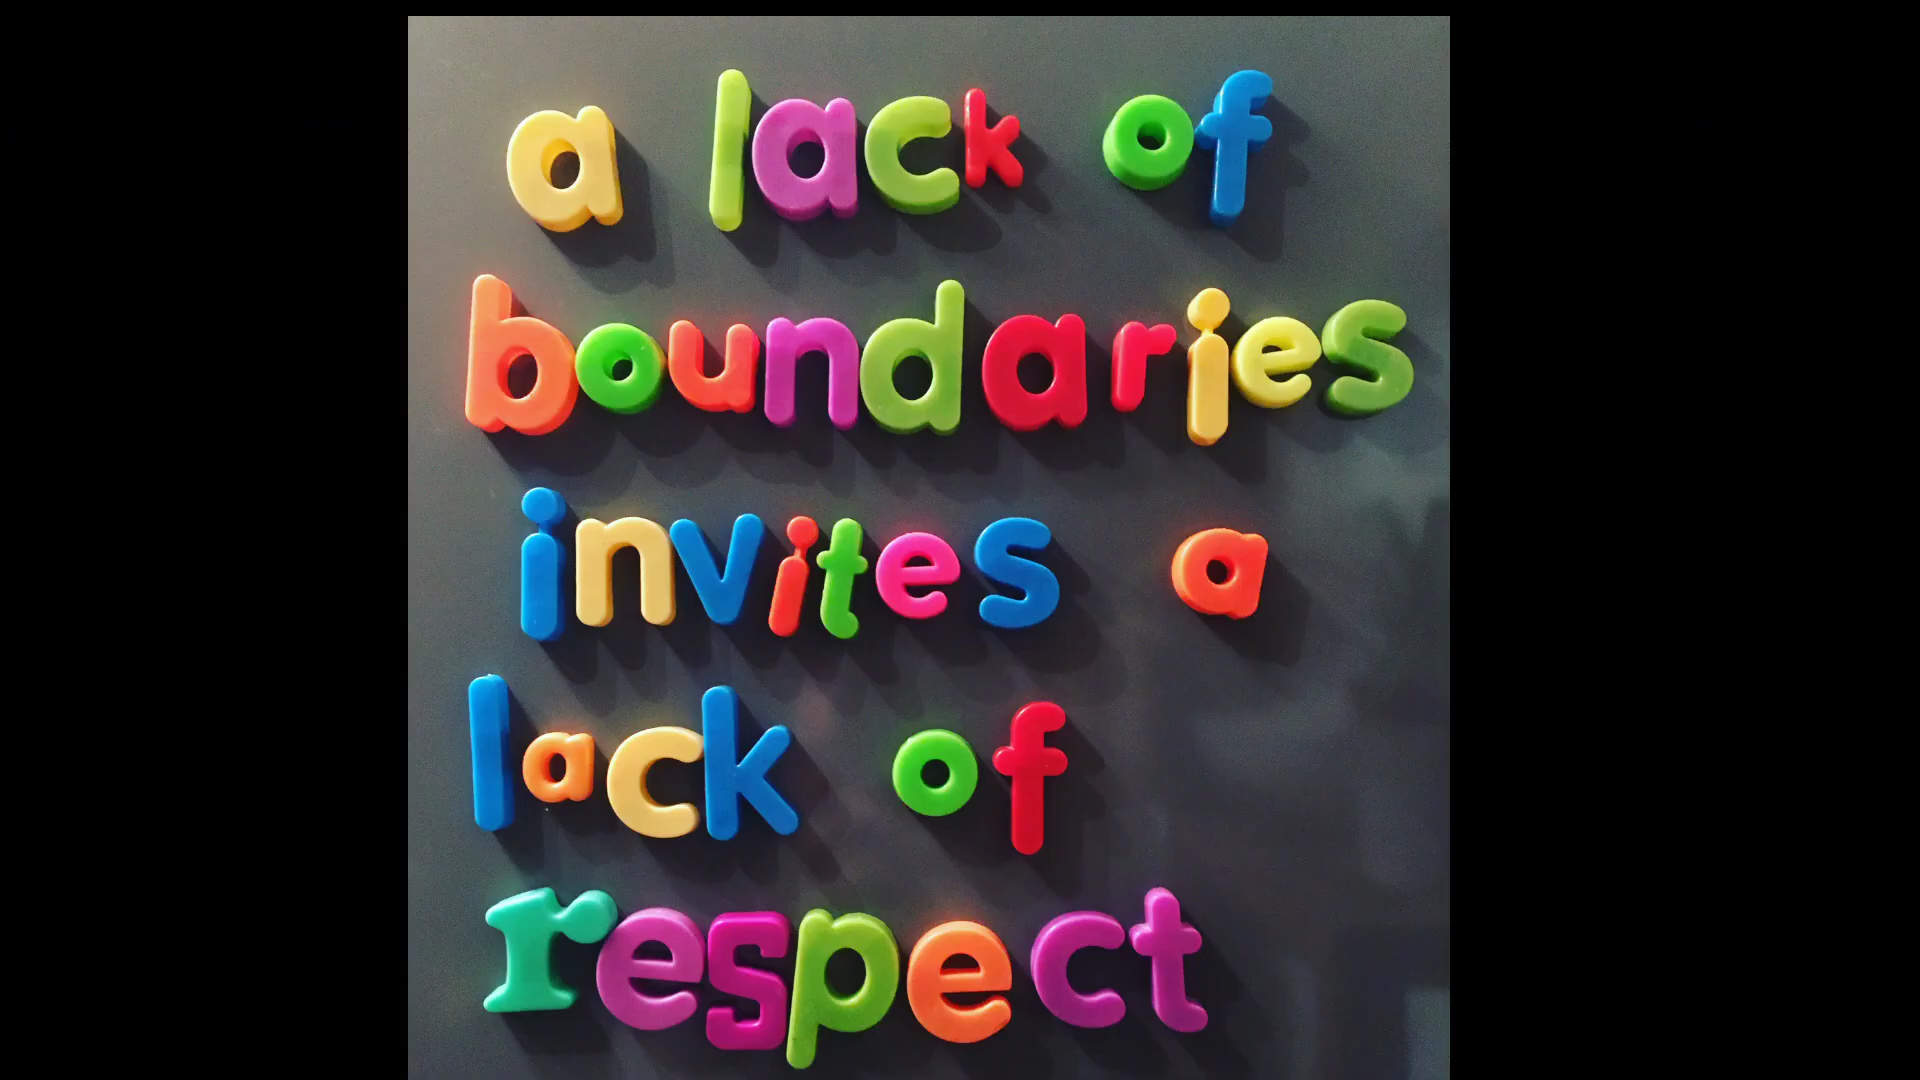 a lack of
boundaries
invites a
lack of
respect